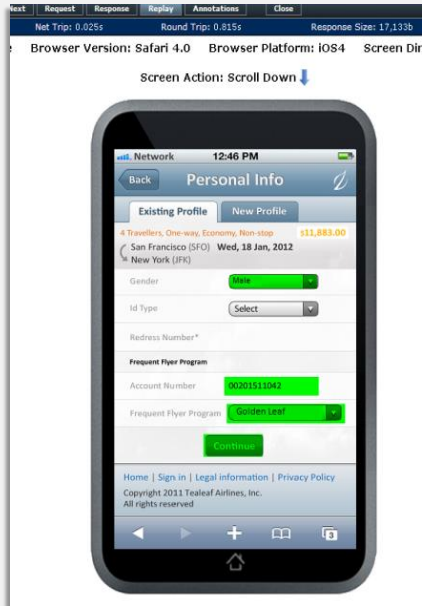 Next Request Response Replay Annotations Close
Net Trip: 0.025s Round Trip: 0.815s Response Size: 17,133b
Browser Version: Safari 4.0 Browser Platform: iOS4 Screen Dir
Screen Action: Scroll Down
Network 12:46 PM
Back Personal Info
Existing Profile New Profile
4 Travellers, One-way, Economy, Non-stop $11,883.00
San Francisco (SFO) Wed, 18 Jan, 2012
New York (JFK)
Gender Male
Id Type Select
Redress Number*
Frequent Flyer Program
Account Number 00201511042
Frequent Flyer Program Golden Leaf
Continue
Home | Sign in | Legal information | Privacy Policy
Copyright 2011 Tealeaf Airlines, Inc.
All rights reserved
3